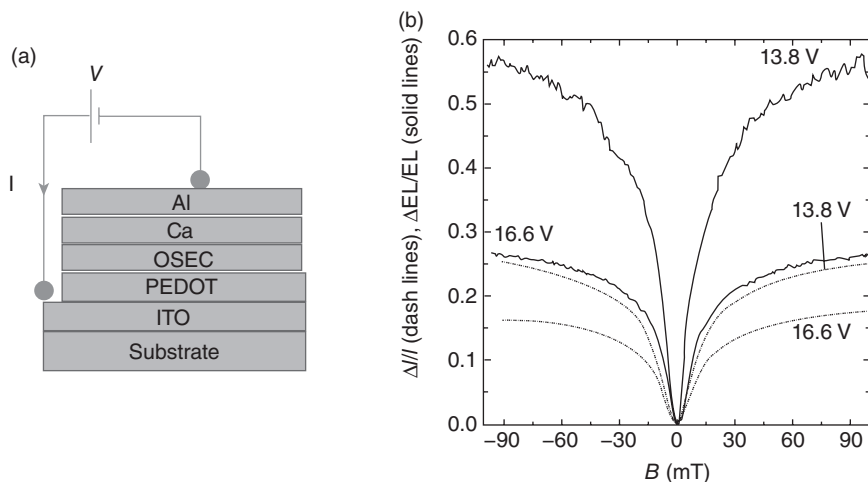 (a)
V
I
Al
Ca
OSEC
PEDOT
ITO
Substrate
(b)
ΔI/I (dash lines), ΔEL/EL (solid lines)
0.6
0.5
0.4
0.3
0.2
0.1
0.0
13.8 V
13.8 V
16.6 V
16.6 V
−90
−60
−30
0
30
60
90
B (mT)